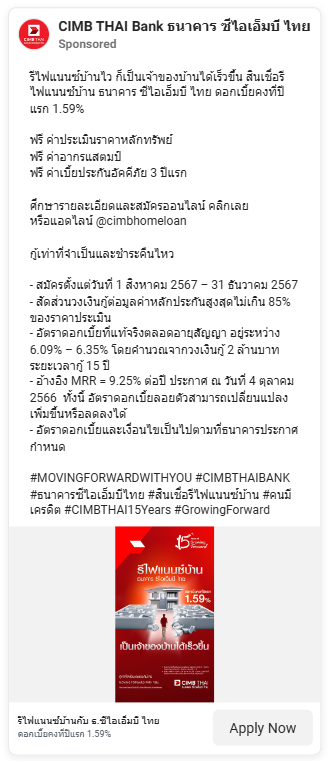 CIMB THAI Bank ธนาคาร ซีไอเอ็มบี ไทย
Sponsored
รีไฟแนนซ์บ้านไว ก็เป็นเจ้าของบ้านได้เร็วขึ้น สินเชื่อรี
ไฟแนนซ์บ้าน ธนาคาร ซีไอเอ็มบี ไทย ดอกเบี้ยคงที่ปี
แรก 1.59%
ฟรี ค่าประเมินราคาหลักทรัพย์
ฟรี ค่าอากรแสตมป์
ฟรี ค่าเบี้ยประกันอัคคีภัย 3 ปีแรก
ศึกษารายละเอียดและสมัครออนไลน์ คลิกเลย
หรือแอดไลน์ @cimbhomeloan
กู้เท่าที่จำเป็นและชำระคืนไหว
- สมัครตั้งแต่วันที่ 1 สิงหาคม 2567 – 31 ธันวาคม 2567
- สัดส่วนวงเงินกู้ต่อมูลค่าหลักประกันสูงสุดไม่เกิน 85%
ของราคาประเมิน
- อัตราดอกเบี้ยที่แท้จริงตลอดอายุสัญญา อยู่ระหว่าง
6.09% – 6.35% โดยคำนวณจากวงเงินกู้ 2 ล้านบาท
ระยะเวลากู้ 15 ปี
- อ้างอิง MRR = 9.25% ต่อปี ประกาศ ณ วันที่ 4 ตุลาคม
2566 ทั้งนี้ อัตราดอกเบี้ยลอยตัวสามารถเปลี่ยนแปลง
เพิ่มขึ้นหรือลดลงได้
- อัตราดอกเบี้ยและเงื่อนไขเป็นไปตามที่ธนาคารประกาศ
กำหนด
#MOVINGFORWARDWITHYOU #CIMBTHAIBANK
#ธนาคารซีไอเอ็มบีไทย #สินเชื่อรีไฟแนนซ์บ้าน #คนมี
เครดิต #CIMBTHAI15Years #GrowingForward
15
รีไฟแนนซ์บ้าน
ธนาคาร ซีไอเอ็มบี ไทย
1.59%
เป็นเจ้าของบ้านได้เร็วขึ้น
CIMB THAI
รีไฟแนนซ์บ้านกับ ธ.ซีไอเอ็มบี ไทย
ดอกเบี้ยคงที่ปีแรก 1.59%
Apply Now